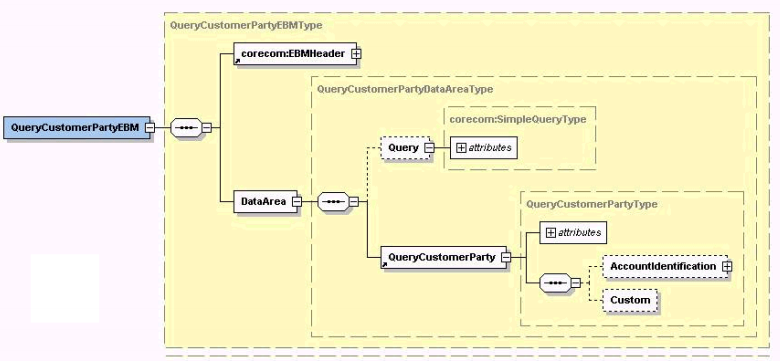 QueryCustomerPartyEBMType
corecom:EBMHeader
QueryCustomerPartyDataAreaType
corecom:SimpleQueryType
QueryCustomerPartyEBM
Query
attributes
DataArea
QueryCustomerPartyType
attributes
QueryCustomerParty
AccountIdentification
Custom